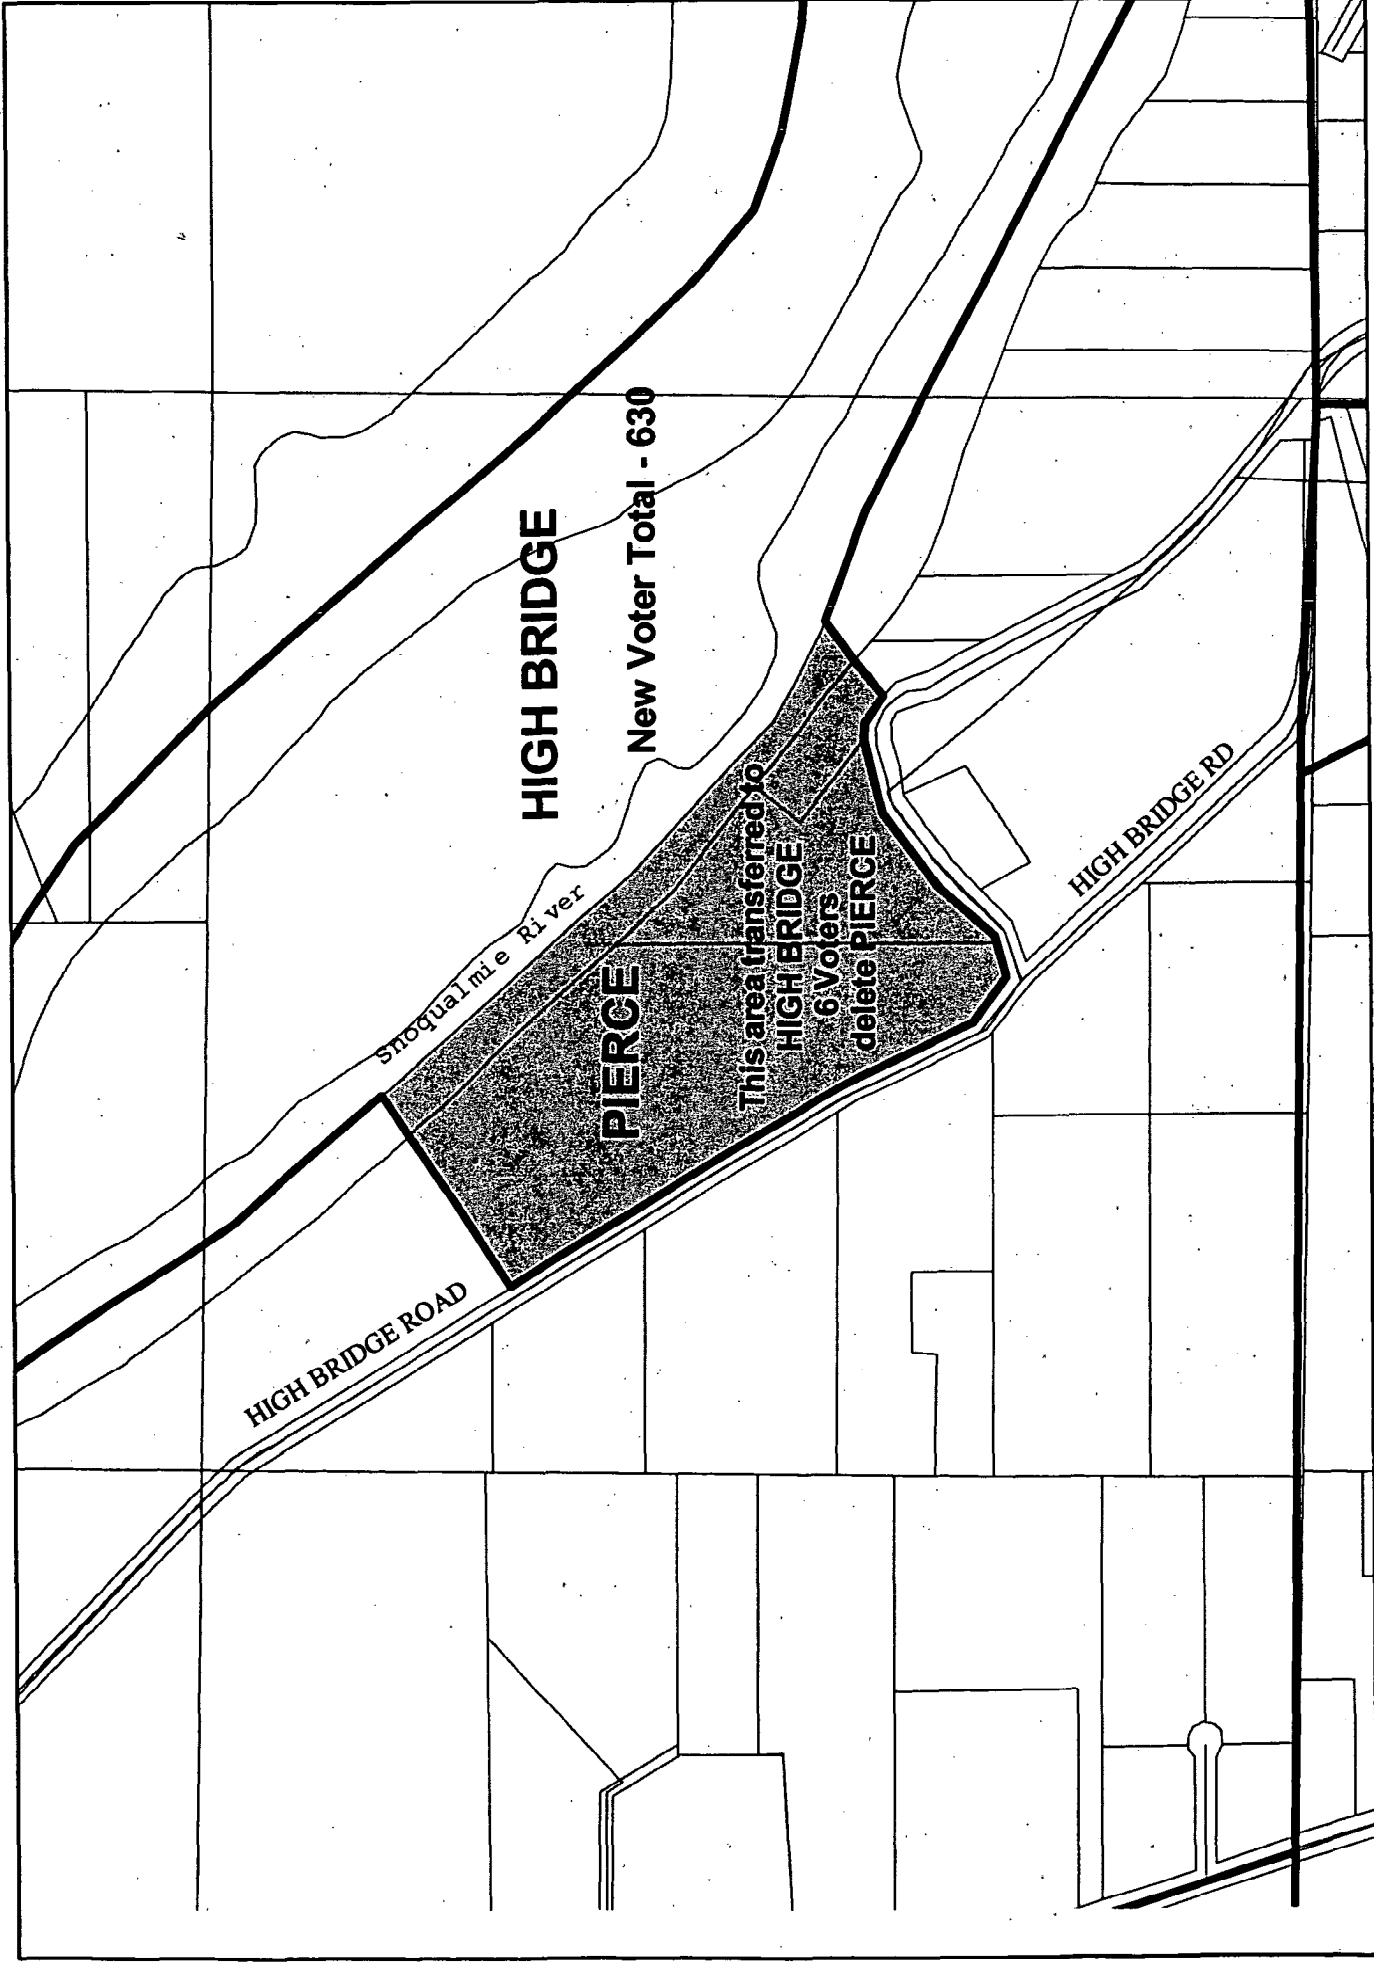 HIGH BRIDGE
New Voter Total - 630
Snoqualmie River
PIERCE
This area transferred to
HIGH BRIDGE
6 Voters
delete PIERCE
HIGH BRIDGE ROAD
HIGH BRIDGE RD